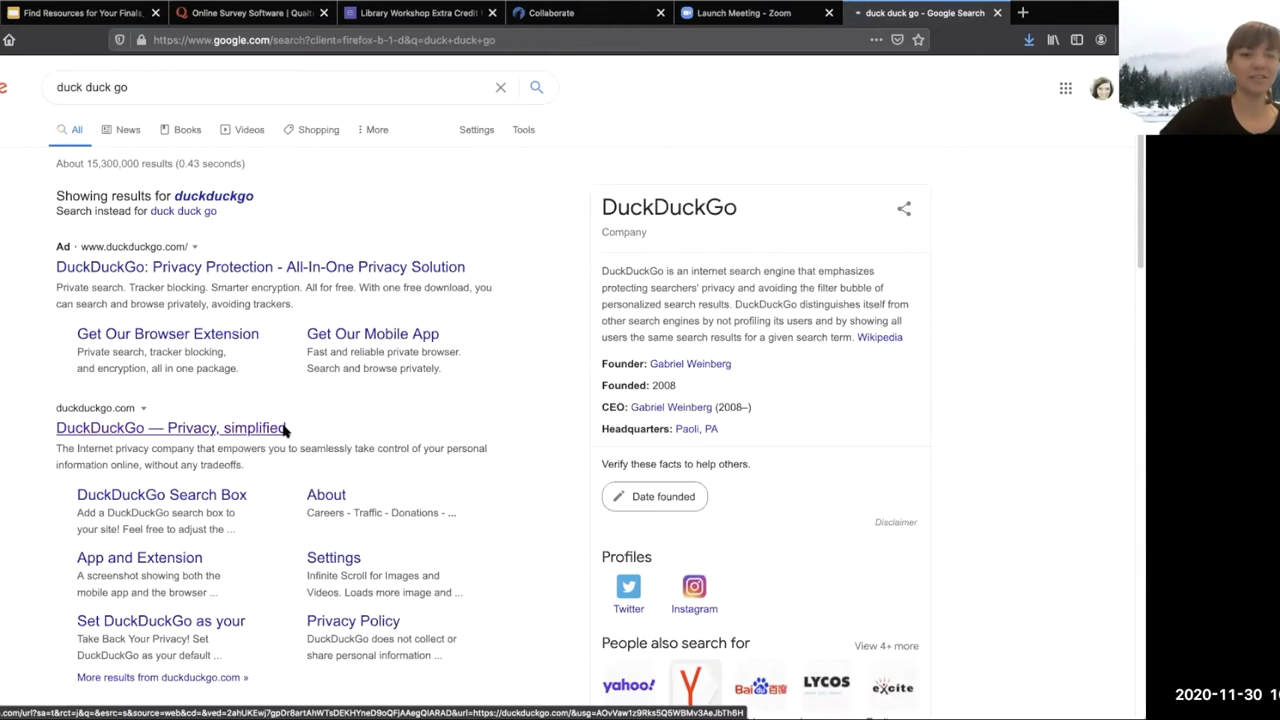 Find Resources for Your Finals,
Online Survey Software | Qualt
Library Workshop Extra Credit
Collaborate
Launch Meeting - Zoom
duck duck go - Google Search
https://www.google.com/search?client=firefox-b-1-d&q=duck+duck+go
duck duck go
All
News
Books
Videos
Shopping
More
Settings
Tools
About 15,300,000 results (0.43 seconds)
Showing results for duckduckgo
Search instead for duck duck go
Ad · www.duckduckgo.com/
DuckDuckGo: Privacy Protection - All-In-One Privacy Solution
Private search. Tracker blocking. Smarter encryption. All for free. With one free download, you
can search and browse privately, avoiding trackers.
Get Our Browser Extension
Private search, tracker blocking,
and encryption, all in one package.
Get Our Mobile App
Fast and reliable private browser.
Search and browse privately.
duckduckgo.com
DuckDuckGo — Privacy, simplified.
The Internet privacy company that empowers you to seamlessly take control of your personal
information online, without any tradeoffs.
DuckDuckGo Search Box
Add a DuckDuckGo search box to
your site! Feel free to adjust the ...
About
Careers - Traffic - Donations - ...
App and Extension
A screenshot showing both the
mobile app and the browser ...
Settings
Infinite Scroll for Images and
Videos. Loads more image and ...
Set DuckDuckGo as your
Take Back Your Privacy! Set
DuckDuckGo as your default ...
Privacy Policy
DuckDuckGo does not collect or
share personal information ...
More results from duckduckgo.com »
DuckDuckGo
Company
DuckDuckGo is an internet search engine that emphasizes
protecting searchers' privacy and avoiding the filter bubble of
personalized search results. DuckDuckGo distinguishes itself from
other search engines by not profiling its users and by showing all
users the same search results for a given search term. Wikipedia
Founder: Gabriel Weinberg
Founded: 2008
CEO: Gabriel Weinberg (2008–)
Headquarters: Paoli, PA
Verify these facts to help others.
Date founded
Disclaimer
Profiles
Twitter
Instagram
People also search for
View 4+ more
yahoo!
Y
Baidu百度
LYCOS
excite
2020-11-30 1